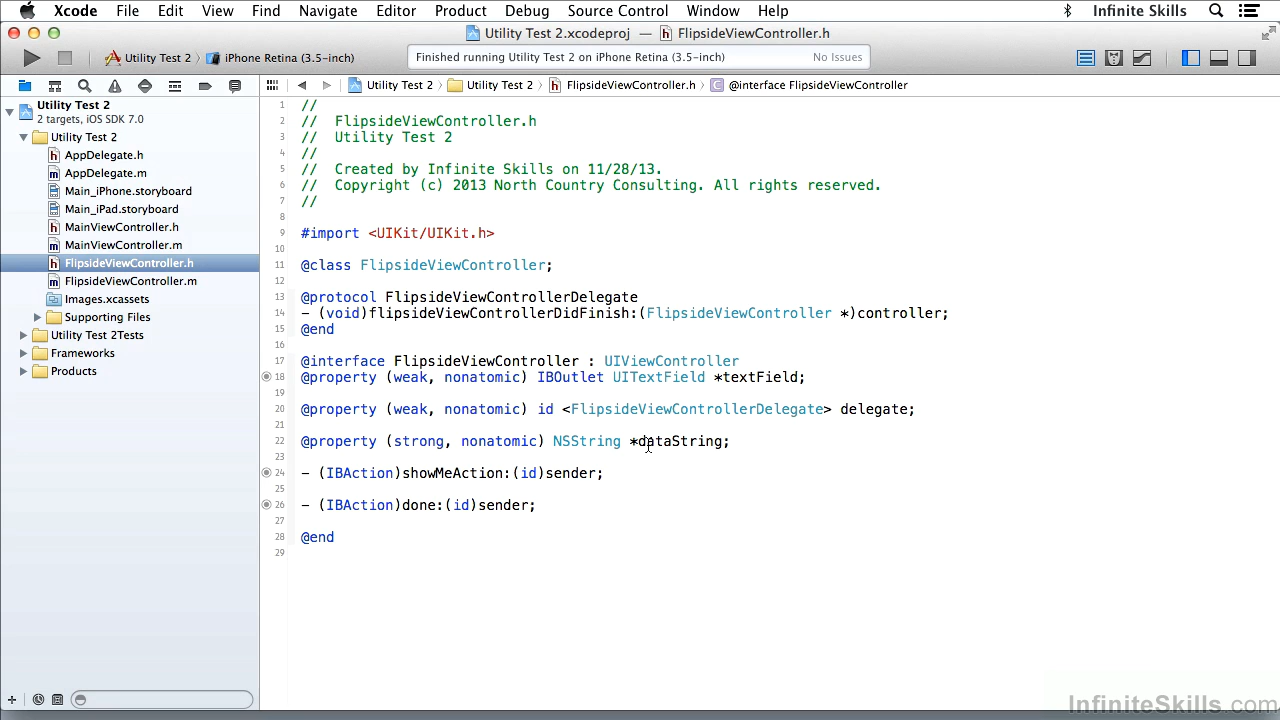 Xcode File Edit View Find Navigate Editor Product Debug Source Control Window Help Infinite Skills
Utility Test 2.xcodeproj — FlipsideViewController.h
Utility Test 2 › iPhone Retina (3.5-inch) Finished running Utility Test 2 on iPhone Retina (3.5-inch) No Issues
Utility Test 2 › Utility Test 2 › FlipsideViewController.h › @interface FlipsideViewController
Utility Test 2
2 targets, iOS SDK 7.0
Utility Test 2
AppDelegate.h
AppDelegate.m
Main_iPhone.storyboard
Main_iPad.storyboard
MainViewController.h
MainViewController.m
FlipsideViewController.h
FlipsideViewController.m
Images.xcassets
Supporting Files
Utility Test 2Tests
Frameworks
Products
1 //
2 // FlipsideViewController.h
3 // Utility Test 2
4 //
5 // Created by Infinite Skills on 11/28/13.
6 // Copyright (c) 2013 North Country Consulting. All rights reserved.
7 //
8
9 #import <UIKit/UIKit.h>
10
11 @class FlipsideViewController;
12
13 @protocol FlipsideViewControllerDelegate
14 - (void)flipsideViewControllerDidFinish:(FlipsideViewController *)controller;
15 @end
16
17 @interface FlipsideViewController : UIViewController
18 @property (weak, nonatomic) IBOutlet UITextField *textField;
19
20 @property (weak, nonatomic) id <FlipsideViewControllerDelegate> delegate;
21
22 @property (strong, nonatomic) NSString *dataString;
23
24 - (IBAction)showMeAction:(id)sender;
25
26 - (IBAction)done:(id)sender;
27
28 @end
29
InfiniteSkills.com